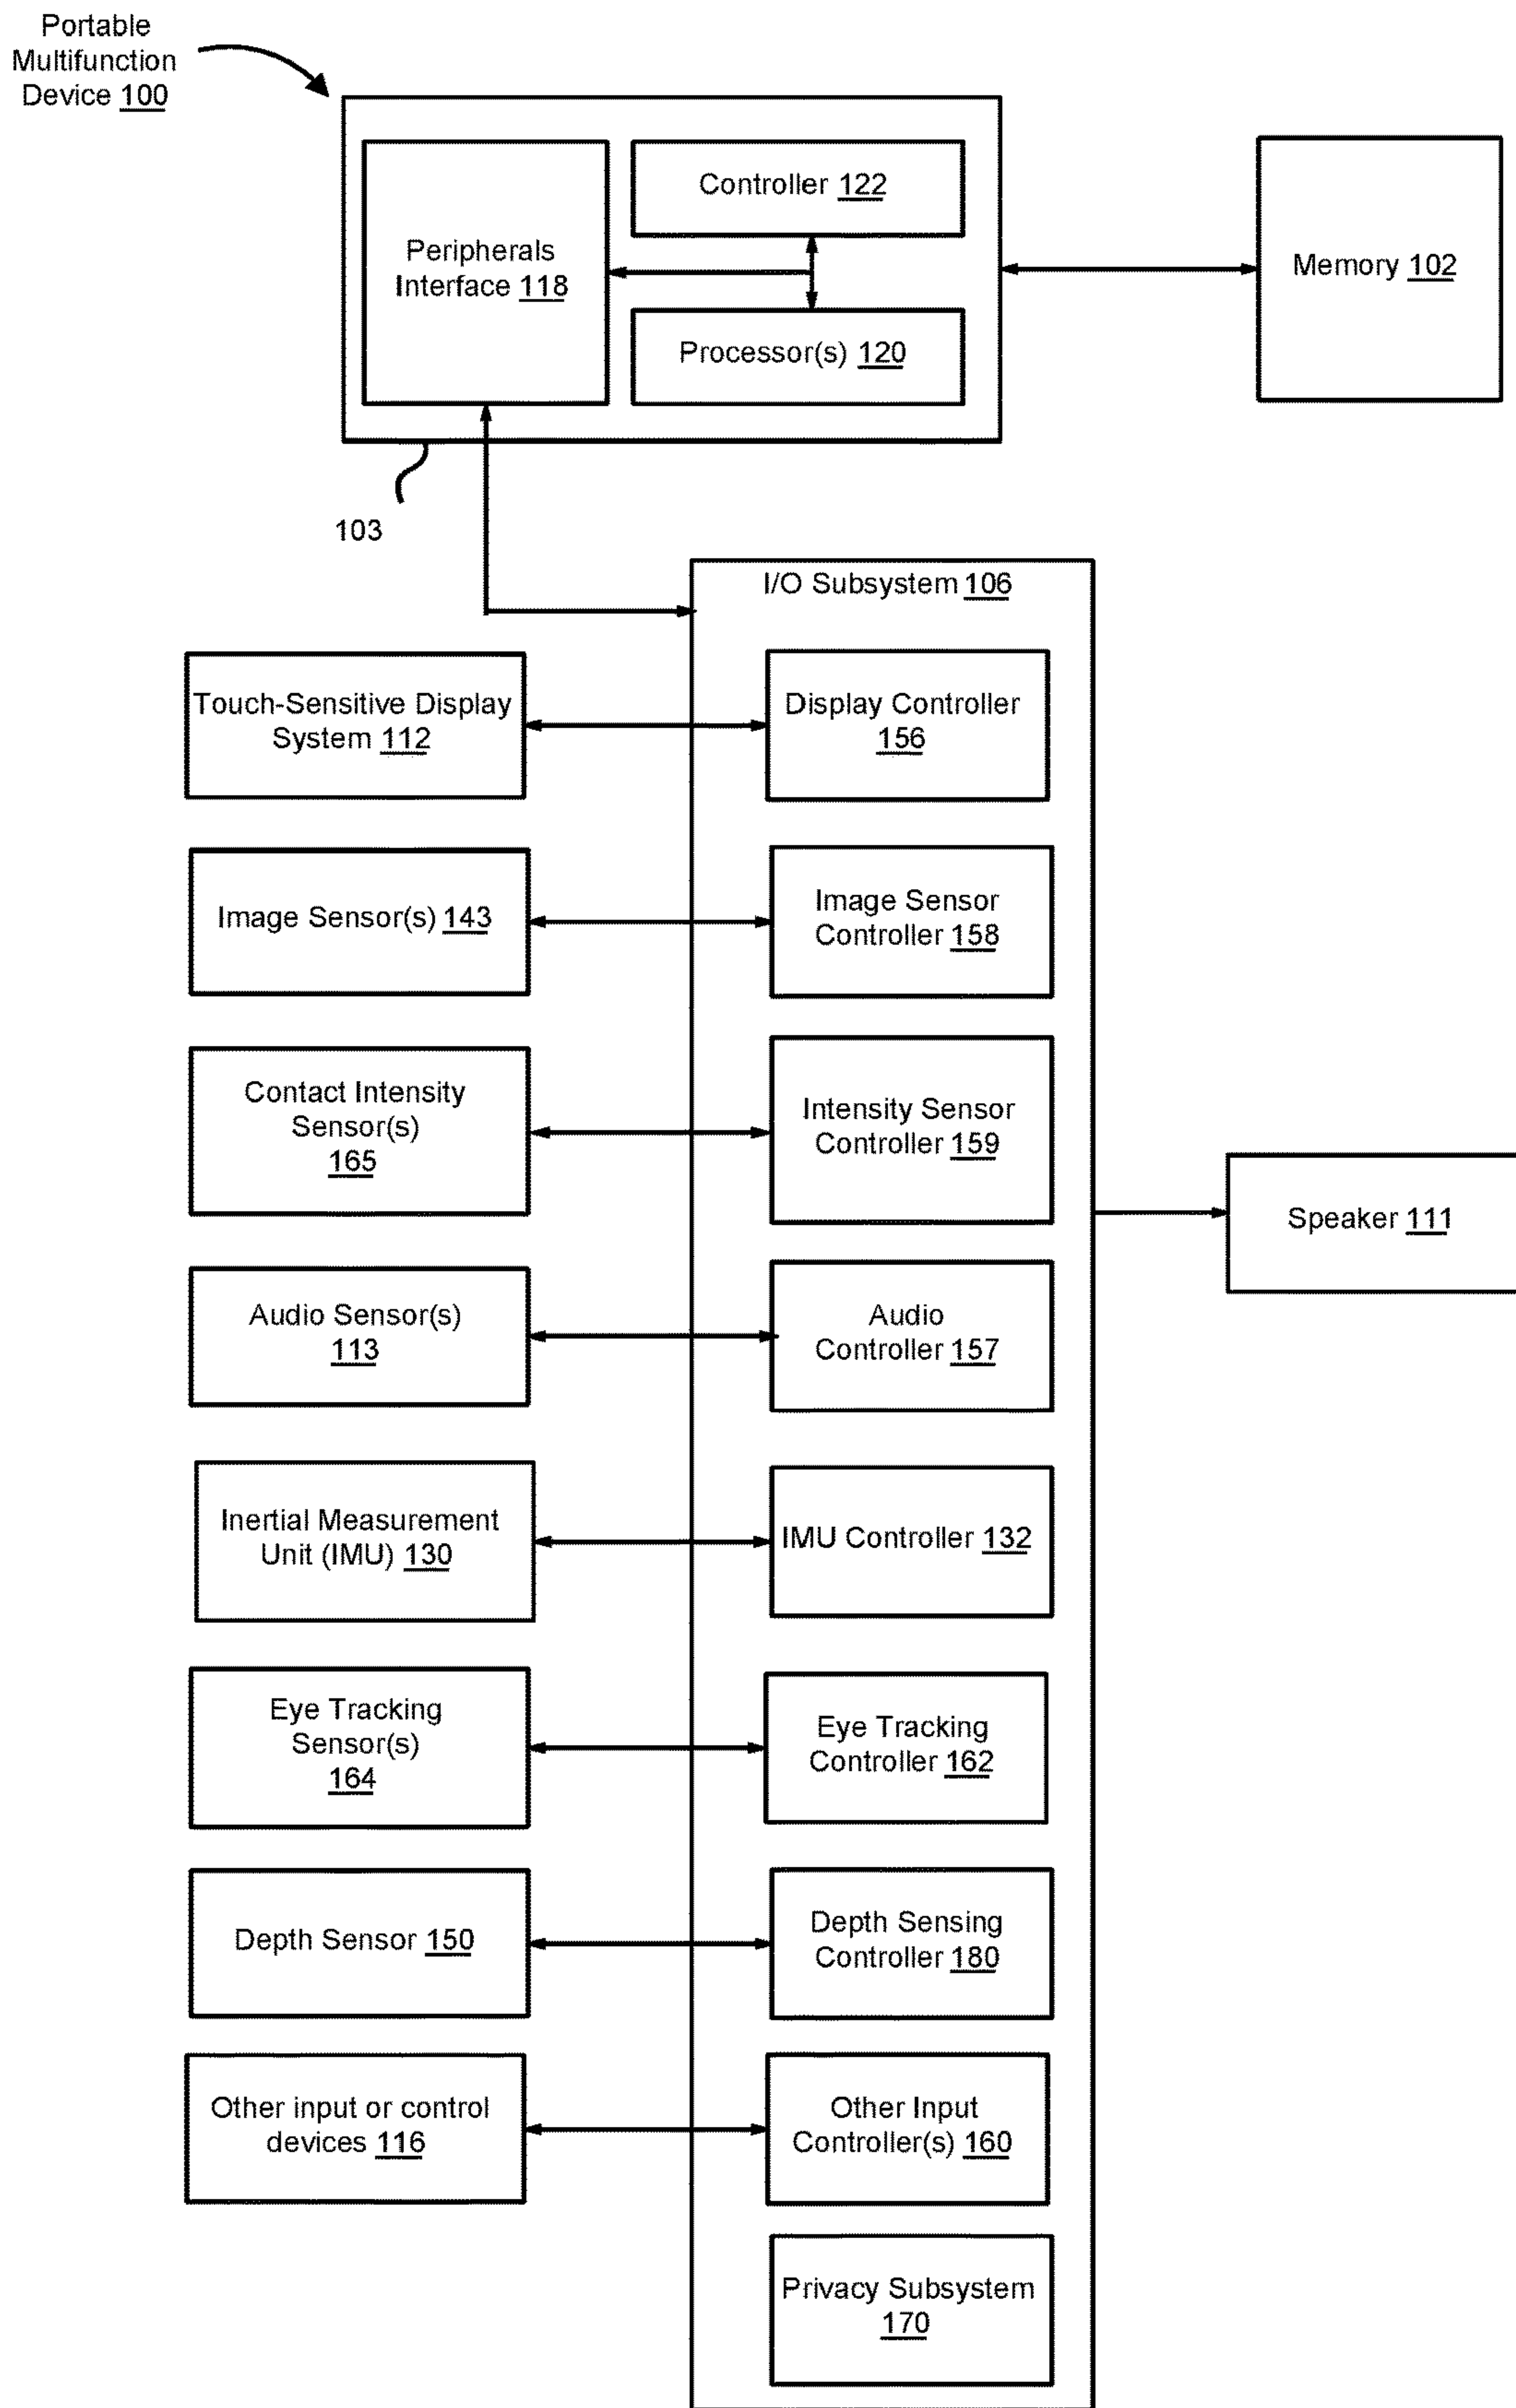 Portable
Multifunction
Device 100
Controller 122
Peripherals
Interface 118
Processor(s) 120
Memory 102
103
I/O Subsystem 106
Touch-Sensitive Display
System 112
Display Controller
156
Image Sensor(s) 143
Image Sensor
Controller 158
Contact Intensity
Sensor(s)
165
Intensity Sensor
Controller 159
Speaker 111
Audio Sensor(s)
113
Audio
Controller 157
Inertial Measurement
Unit (IMU) 130
IMU Controller 132
Eye Tracking
Sensor(s)
164
Eye Tracking
Controller 162
Depth Sensor 150
Depth Sensing
Controller 180
Other input or control
devices 116
Other Input
Controller(s) 160
Privacy Subsystem
170